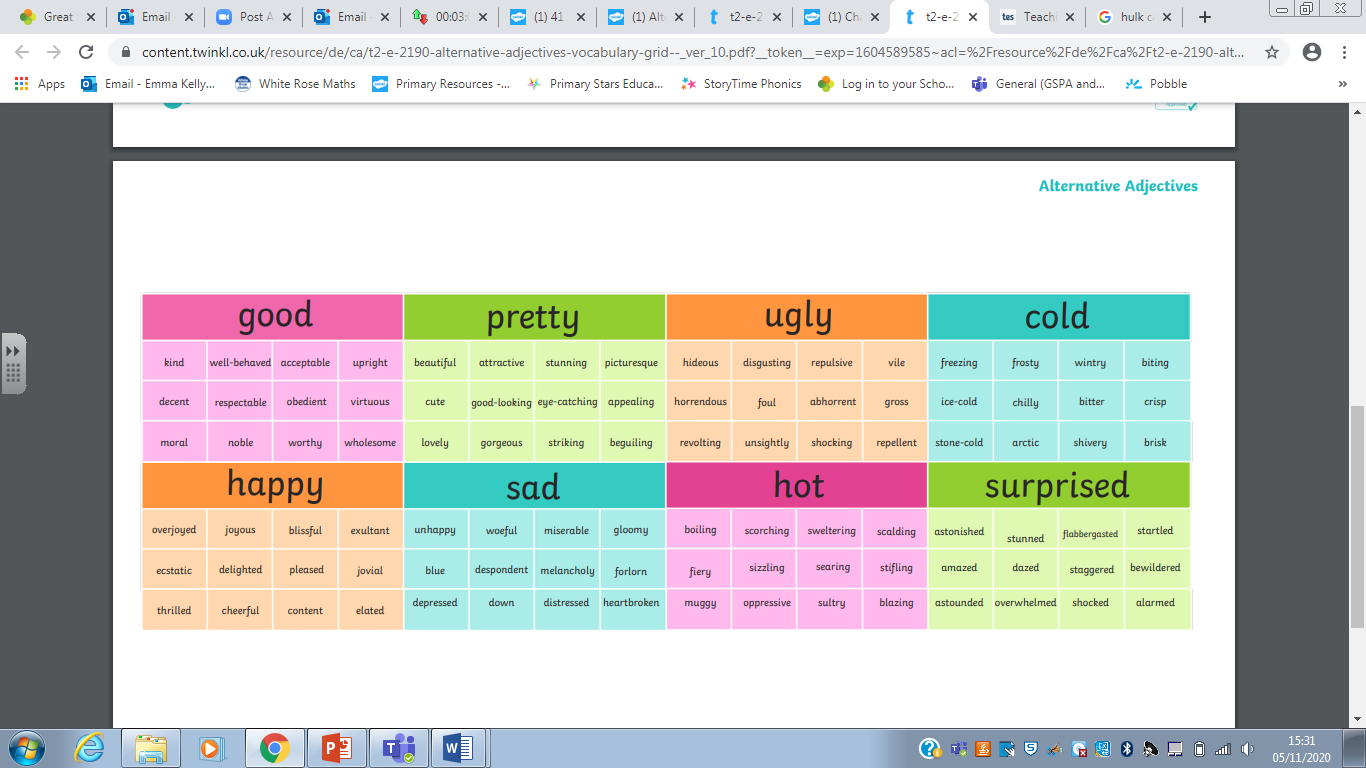 Great
Email
Post A
Email
00:03:0
(1) 41
(1) Alt
t2-e-2
(1) Cha
t2-e-2
tes Teach
hulk c
content.twinkl.co.uk/resource/de/ca/t2-e-2190-alternative-adjectives-vocabulary-grid--_ver_10.pdf?__token__=exp=1604589585~acl=%2Fresource%2Fde%2Fca%2Ft2-e-2190-alt...
Apps Email - Emma Kelly... White Rose Maths Primary Resources -... Primary Stars Educa... StoryTime Phonics Log in to your Scho... General (GSPA and... Pobble »
Alternative Adjectives
good pretty ugly cold
kind well-behaved acceptable upright beautiful attractive stunning picturesque hideous disgusting repulsive vile freezing frosty wintry biting
decent respectable obedient virtuous cute good-looking eye-catching appealing horrendous foul abhorrent gross ice-cold chilly bitter crisp
moral noble worthy wholesome lovely gorgeous striking beguiling revolting unsightly shocking repellent stone-cold arctic shivery brisk
happy sad hot surprised
overjoyed joyous blissful exultant unhappy woeful miserable gloomy boiling scorching sweltering scalding astonished stunned flabbergasted startled
ecstatic delighted pleased jovial blue despondent melancholy forlorn fiery sizzling searing stifling amazed dazed staggered bewildered
thrilled cheerful content elated depressed down distressed heartbroken muggy oppressive sultry blazing astounded overwhelmed shocked alarmed
15:31
05/11/2020